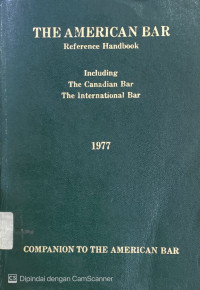 THE AMERICAN BAR
Reference Handbook
Including
The Canadian Bar
The International Bar
1977
COMPANION TO THE AMERICAN BAR
CS Dipindai dengan CamScanner